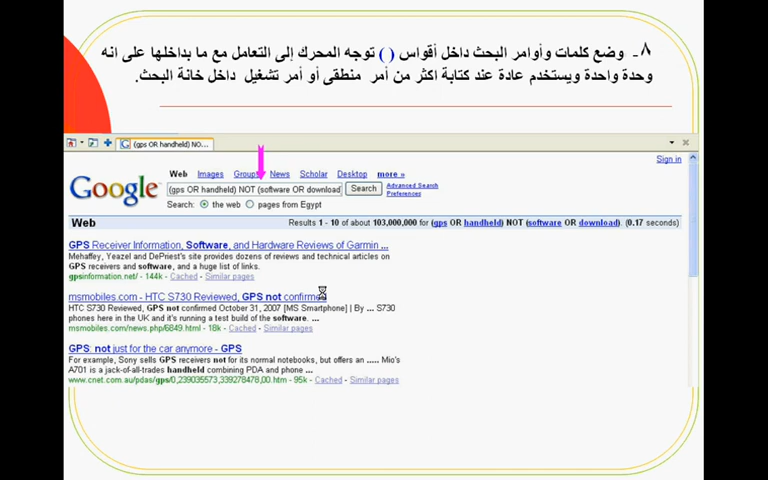 ٨- وضع كلمات وأوامر البحث داخل أقواس ( ) توجه المحرك إلى التعامل مع ما بداخلها على انه
وحدة واحدة ويستخدم عادة عند كتابة اكثر من أمر منطقى أو أمر تشغيل داخل خانة البحث.
(gps OR handheld) NO...
Sign in
Web Images Groups News Scholar Desktop more »
Google
(gps OR handheld) NOT (software OR download Search
Advanced Search
Preferences
Search: the web pages from Egypt
Web Results 1 - 10 of about 103,000,000 for (gps OR handheld) NOT (software OR download). (0.17 seconds)
GPS Receiver Information, Software, and Hardware Reviews of Garmin ...
Mehaffey, Yeazel and DePriest's site provides dozens of reviews and technical articles on
GPS receivers and software, and a huge list of links.
gpsinformation.net/ - 144k - Cached - Similar pages
msmobiles.com - HTC S730 Reviewed, GPS not confirmed
HTC S730 Reviewed, GPS not confirmed October 31, 2007 [MS Smartphone] | By ... S730
phones here in the UK and it's running a test build of the software. ...
msmobiles.com/news.php/6849.html - 18k - Cached - Similar pages
GPS: not just for the car anymore - GPS
For example, Sony sells GPS receivers not for its normal notebooks, but offers an ..... Mio's
A701 is a jack-of-all-trades handheld combining PDA and phone ...
www.cnet.com.au/pdas/gps/0,239035573,339278478,00.htm - 95k - Cached - Similar pages